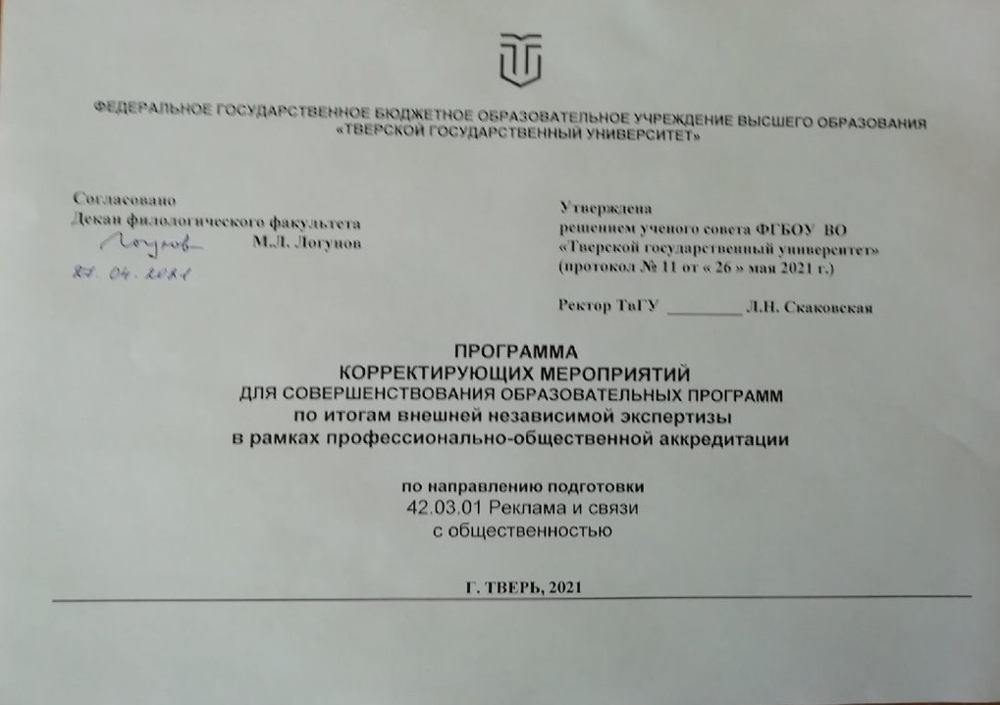 ФЕДЕРАЛЬНОЕ ГОСУДАРСТВЕННОЕ БЮДЖЕТНОЕ ОБРАЗОВАТЕЛЬНОЕ УЧРЕЖДЕНИЕ ВЫСШЕГО ОБРАЗОВАНИЯ
«ТВЕРСКОЙ ГОСУДАРСТВЕННЫЙ УНИВЕРСИТЕТ»
Согласовано
Декан филологического факультета
Логунов М.Л. Логунов
04.2021
Утверждена
решением ученого совета ФГБОУ ВО
«Тверской государственный университет»
(протокол № 11 от « 26 » мая 2021 г.)
Ректор ТвГУ _________ Л.Н. Скаковская
ПРОГРАММА
КОРРЕКТИРУЮЩИХ МЕРОПРИЯТИЙ
ДЛЯ СОВЕРШЕНСТВОВАНИЯ ОБРАЗОВАТЕЛЬНЫХ ПРОГРАММ
по итогам внешней независимой экспертизы
в рамках профессионально-общественной аккредитации
по направлению подготовки
42.03.01 Реклама и связи
с общественностью
Г. ТВЕРЬ, 2021